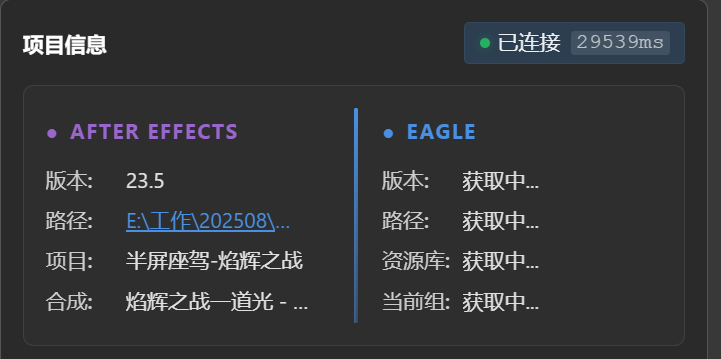 项目信息
已连接 29539ms
AFTER EFFECTS
版本: 23.5
路径: E:\工作\202508\...
项目: 半屏座驾-焰辉之战
合成: 焰辉之战一道光 - ...
EAGLE
版本: 获取中...
路径: 获取中...
资源库: 获取中...
当前组: 获取中...